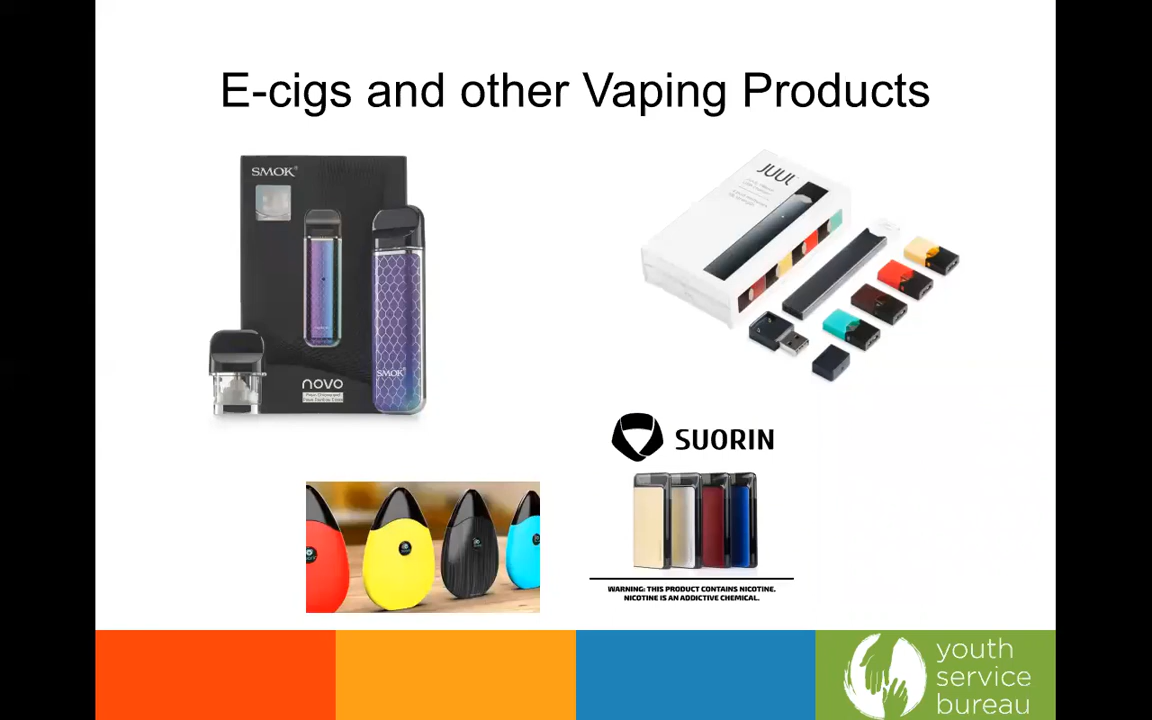 E-cigs and other Vaping Products
SMOK
JUUL
SMOK
novo
SUORIN
WARNING: THIS PRODUCT CONTAINS NICOTINE.
NICOTINE IS AN ADDICTIVE CHEMICAL.
youth
service
bureau